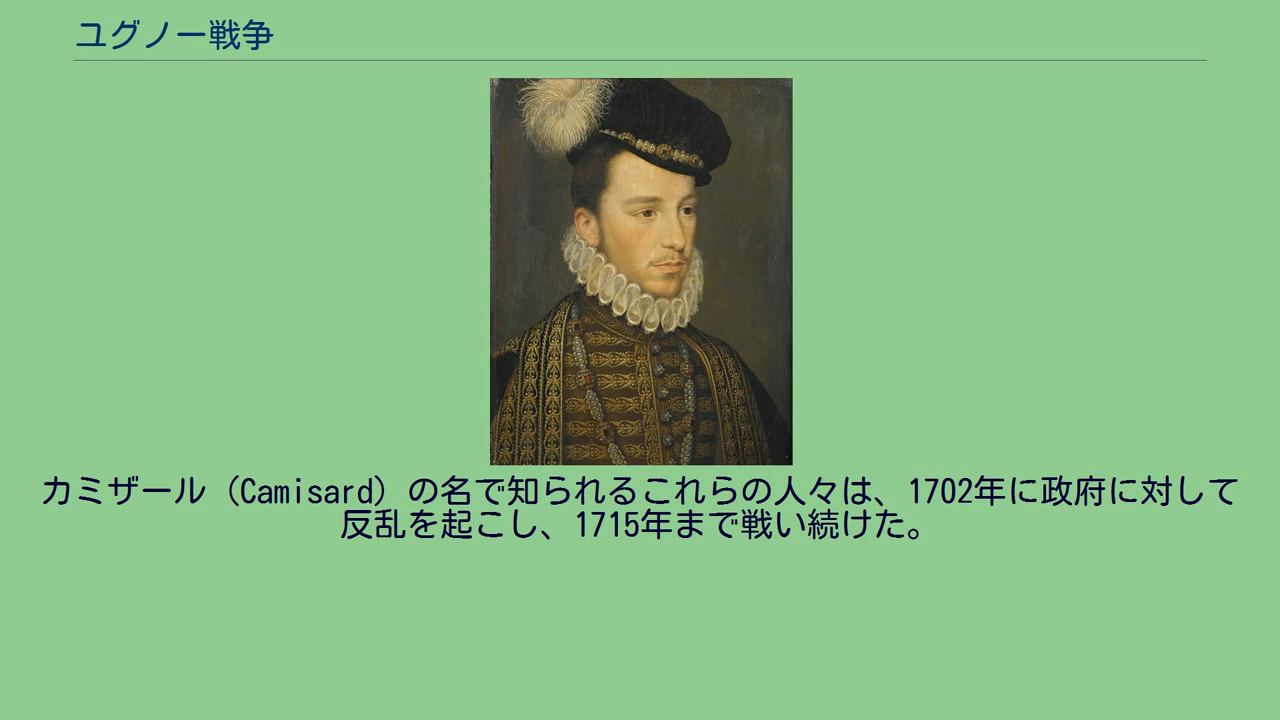 ユグノー戦争
カミザール（Camisard）の名で知られるこれらの人々は、1702年に政府に対して
反乱を起こし、1715年まで戦い続けた。